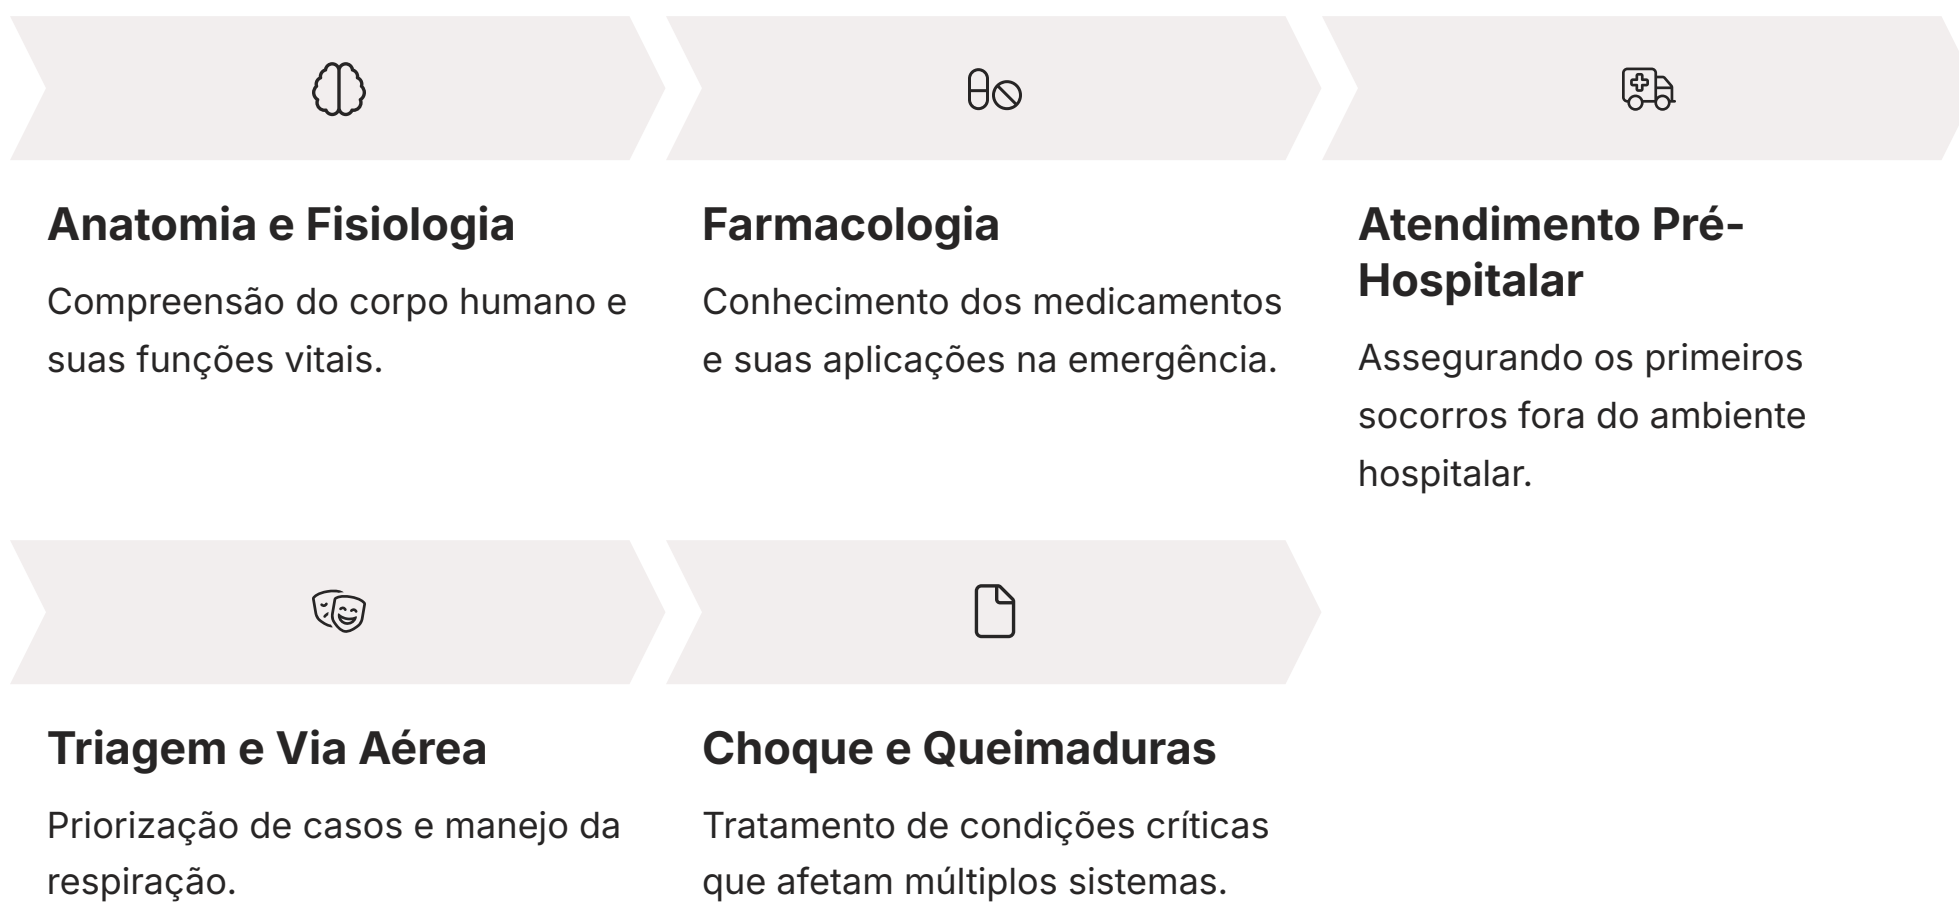 Anatomia e Fisiologia
Compreensão do corpo humano e
suas funções vitais.
Farmacologia
Conhecimento dos medicamentos
e suas aplicações na emergência.
Atendimento Pré-
Hospitalar
Assegurando os primeiros
socorros fora do ambiente
hospitalar.
Triagem e Via Aérea
Priorização de casos e manejo da
respiração.
Choque e Queimaduras
Tratamento de condições críticas
que afetam múltiplos sistemas.